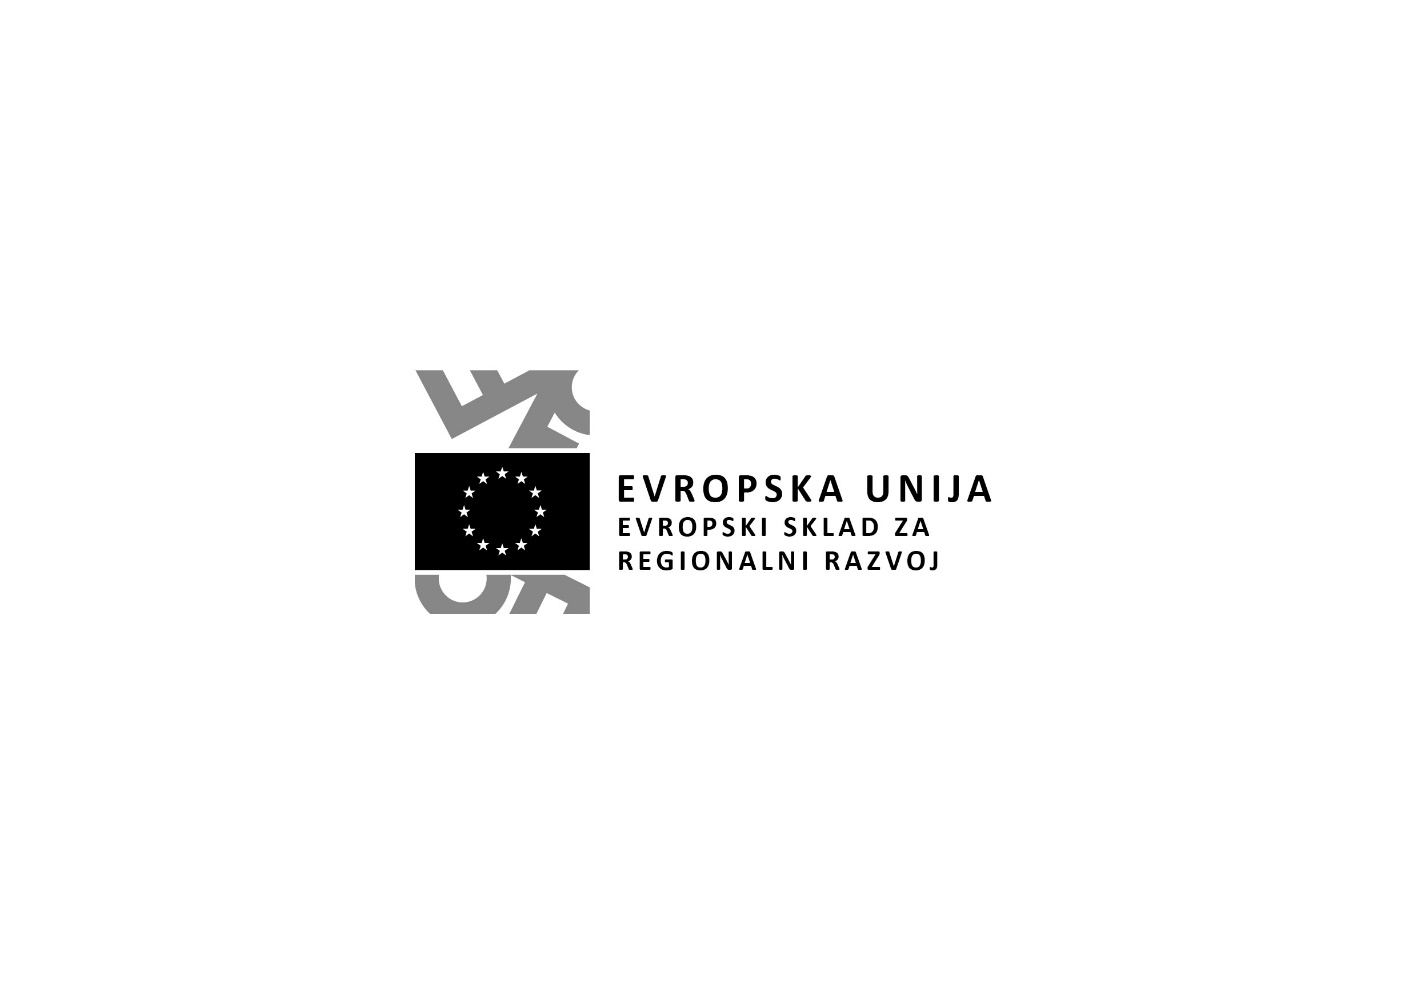 EVROPSKA UNIJA
EVROPSKI SKLAD ZA
REGIONALNI RAZVOJ